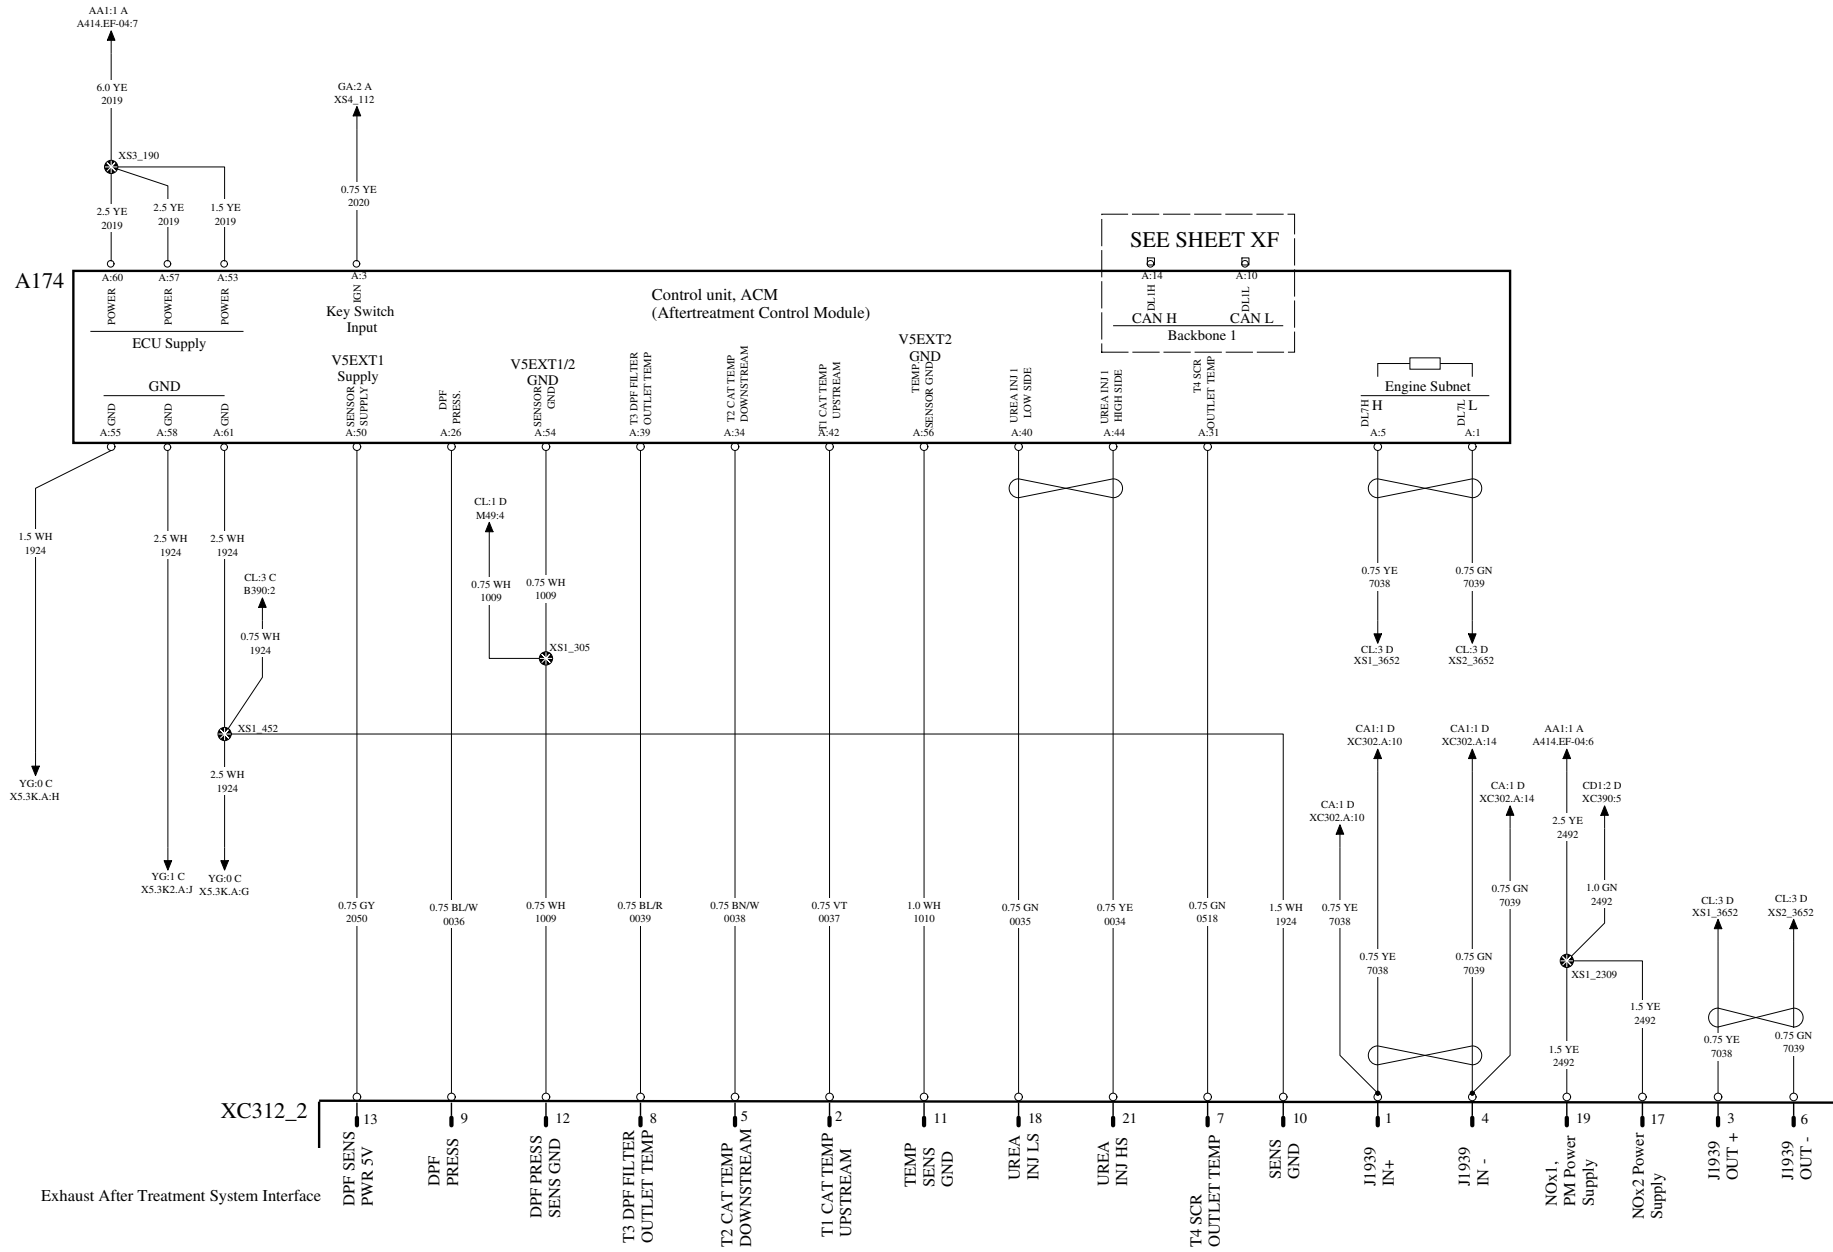 AA1:1 A
A414.EF-04:7
6.0 YE
2019
GA:2 A
XS4_112
XS3_190
0.75 YE
2020
2.5 YE
2019
2.5 YE
2019
1.5 YE
2019
SEE SHEET XF
A174
A:60
A:57
A:53
A:3
A:14
A:10
POWER
POWER
POWER
ECU Supply
IGN
Key Switch
Input
Control unit, ACM
(Aftertreatment Control Module)
DL1H
CAN H
DL1L
CAN L
Backbone 1
GND
V5EXT1
Supply
V5EXT1/2
GND
V5EXT2
GND
Engine Subnet
H
L
GND
GND
GND
SENSOR
SUPPLY
DPF
PRESS.
SENSOR
GND
T3 DPF FILTER
OUTLET TEMP
T2 CAT TEMP
DOWNSTREAM
T1 CAT TEMP
UPSTREAM
TEMP.
SENSOR GND
UREA INJ 1
LOW SIDE
UREA INJ 1
HIGH SIDE
T4 SCR
OUTLET TEMP
DL7H
DL7L
A:55
A:58
A:61
A:50
A:26
A:54
A:39
A:34
A:42
A:56
A:40
A:44
A:31
A:5
A:1
CL:1 D
M49:4
1.5 WH
1924
2.5 WH
1924
2.5 WH
1924
CL:3 C
B390:2
0.75 WH
1009
0.75 WH
1009
0.75 YE
7038
0.75 GN
7039
0.75 WH
1924
XS1_305
CL:3 D
XS1_3652
CL:3 D
XS2_3652
XS1_452
CA1:1 D
XC302.A:10
CA1:1 D
XC302.A:14
AA1:1 A
A414.EF-04:6
2.5 WH
1924
YG:0 C
X5.3K.A:H
CA:1 D
XC302.A:10
CA:1 D
XC302.A:14
CD1:2 D
XC390:5
2.5 YE
2492
YG:1 C
X5.3K2.A:J
YG:0 C
X5.3K.A:G
0.75 GY
2050
0.75 BL/W
0036
0.75 WH
1009
0.75 BL/R
0039
0.75 BN/W
0038
0.75 VT
0037
1.0 WH
1010
0.75 GN
0035
0.75 YE
0034
0.75 GN
0518
1.5 WH
1924
0.75 YE
7038
0.75 GN
7039
1.0 GN
2492
CL:3 D
XS1_3652
CL:3 D
XS2_3652
0.75 YE
7038
0.75 GN
7039
XS1_2309
1.5 YE
2492
1.5 YE
2492
0.75 YE
7038
0.75 GN
7039
XC312_2
13
9
12
8
5
2
11
18
21
7
10
1
4
19
17
3
6
Exhaust After Treatment System Interface
DPF SENS
PWR 5V
DPF
PRESS
DPF PRESS
SENS GND
T3 DPF FILTER
OUTLET TEMP
T2 CAT TEMP
DOWNSTREAM
T1 CAT TEMP
UPSTREAM
TEMP
SENS
GND
UREA
INJ LS
UREA
INJ HS
T4 SCR
OUTLET TEMP
SENS
GND
J1939
IN+
J1939
IN -
NOx1,
PM Power
Supply
NOx2 Power
Supply
J1939
OUT +
J1939
OUT -